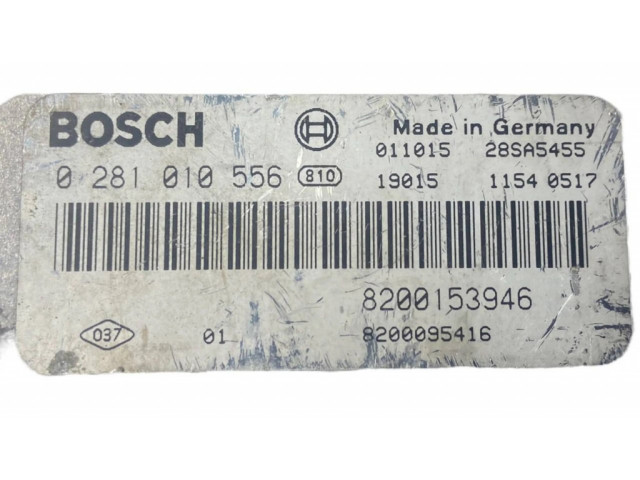 BOSCH Made in Germany
011015 28SA5455
0 281 010 556 810
19015 1154 0517
8200153946
037 01 8200095416